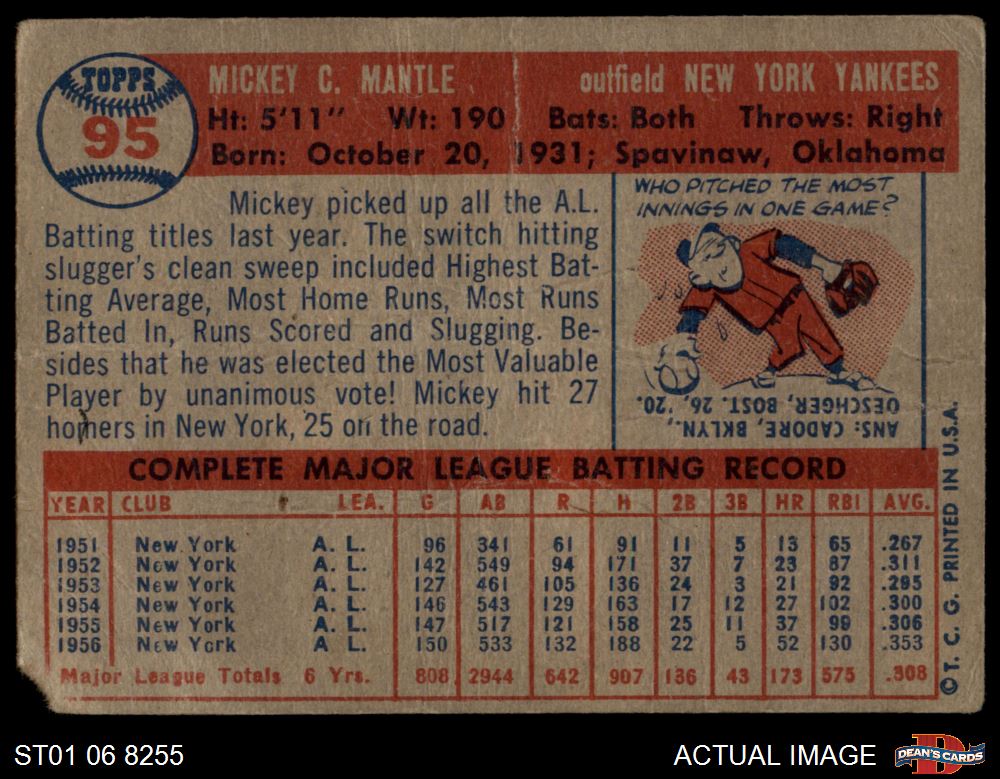 TOPPS
95
MICKEY C. MANTLE outfield NEW YORK YANKEES
Ht: 5'11" Wt: 190 Bats: Both Throws: Right
Born: October 20, 1931; Spavinaw, Oklahoma
Mickey picked up all the A.L.
Batting titles last year. The switch hitting
slugger's clean sweep included Highest Bat-
ting Average, Most Home Runs, Most Runs
Batted In, Runs Scored and Slugging. Be-
sides that he was elected the Most Valuable
Player by unanimous vote! Mickey hit 27
homers in New York, 25 on the road.
WHO PITCHED THE MOST
INNINGS IN ONE GAME?
ANS: CADORE, BKLYN.,
OESCHGER, BOST. 26, '20.
COMPLETE MAJOR LEAGUE BATTING RECORD
YEAR CLUB LEA. G AB R H 2B 3B HR RBI AVG.
1951 New York A. L. 96 341 61 91 11 5 13 65 .267
1952 New York A. L. 142 549 94 171 37 7 23 87 .311
1953 New York A. L. 127 461 105 136 24 3 21 92 .295
1954 New York A. L. 146 543 129 163 17 12 27 102 .300
1955 New York A. L. 147 517 121 158 25 11 37 99 .306
1956 New York A. L. 150 533 132 188 22 5 52 130 .353
Major League Totals 6 Yrs. 808 2944 642 907 136 43 173 575 .308
© T. C. G. PRINTED IN U.S.A.
ST01 06 8255 ACTUAL IMAGE
DEAN'S CARDS